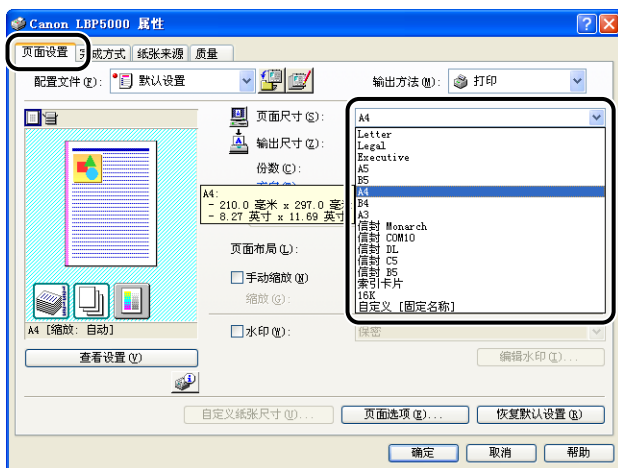 Canon LBP5000 属性
页面设置 完成方式 纸张来源 质量
配置文件(F): 默认设置 输出方法(M): 打印
页面尺寸(S): A4
输出尺寸(Z):
份数(C):
Letter
Legal
Executive
A5
B5
A4
B4
A3
信封 Monarch
信封 COM10
信封 DL
信封 C5
信封 B5
索引卡片
16K
自定义 [固定名称]
A4:
- 210.0 毫米 x 297.0 毫
- 8.27 英寸 x 11.69 英寸
页面布局(L):
手动缩放(N)
缩放(G):
A4 [缩放: 自动]
水印(W): 保密
查看设置(V) 编辑水印(I)...
自定义纸张尺寸(U)... 页面选项(E)... 恢复默认设置(R)
确定 取消 帮助